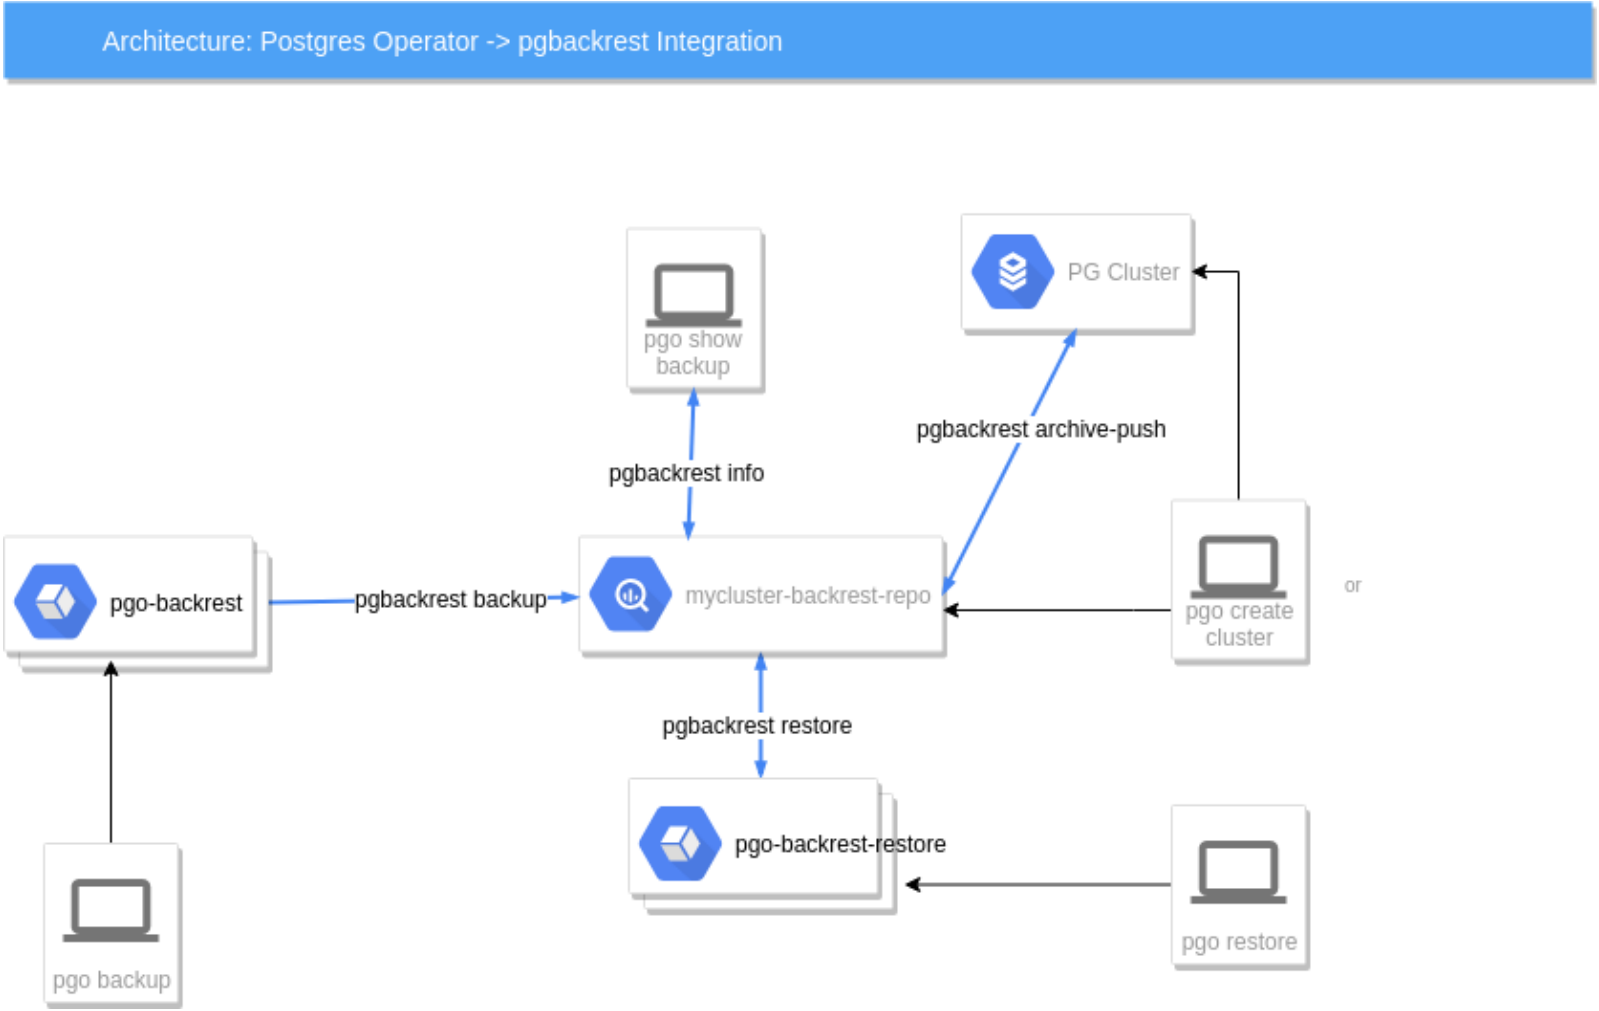 Architecture: Postgres Operator -> pgbackrest Integration
pgo show
backup
PG Cluster
pgbackrest archive-push
pgbackrest info
pgo-backrest
pgbackrest backup
mycluster-backrest-repo
pgo create
cluster
or
pgbackrest restore
pgo-backrest-restore
pgo restore
pgo backup